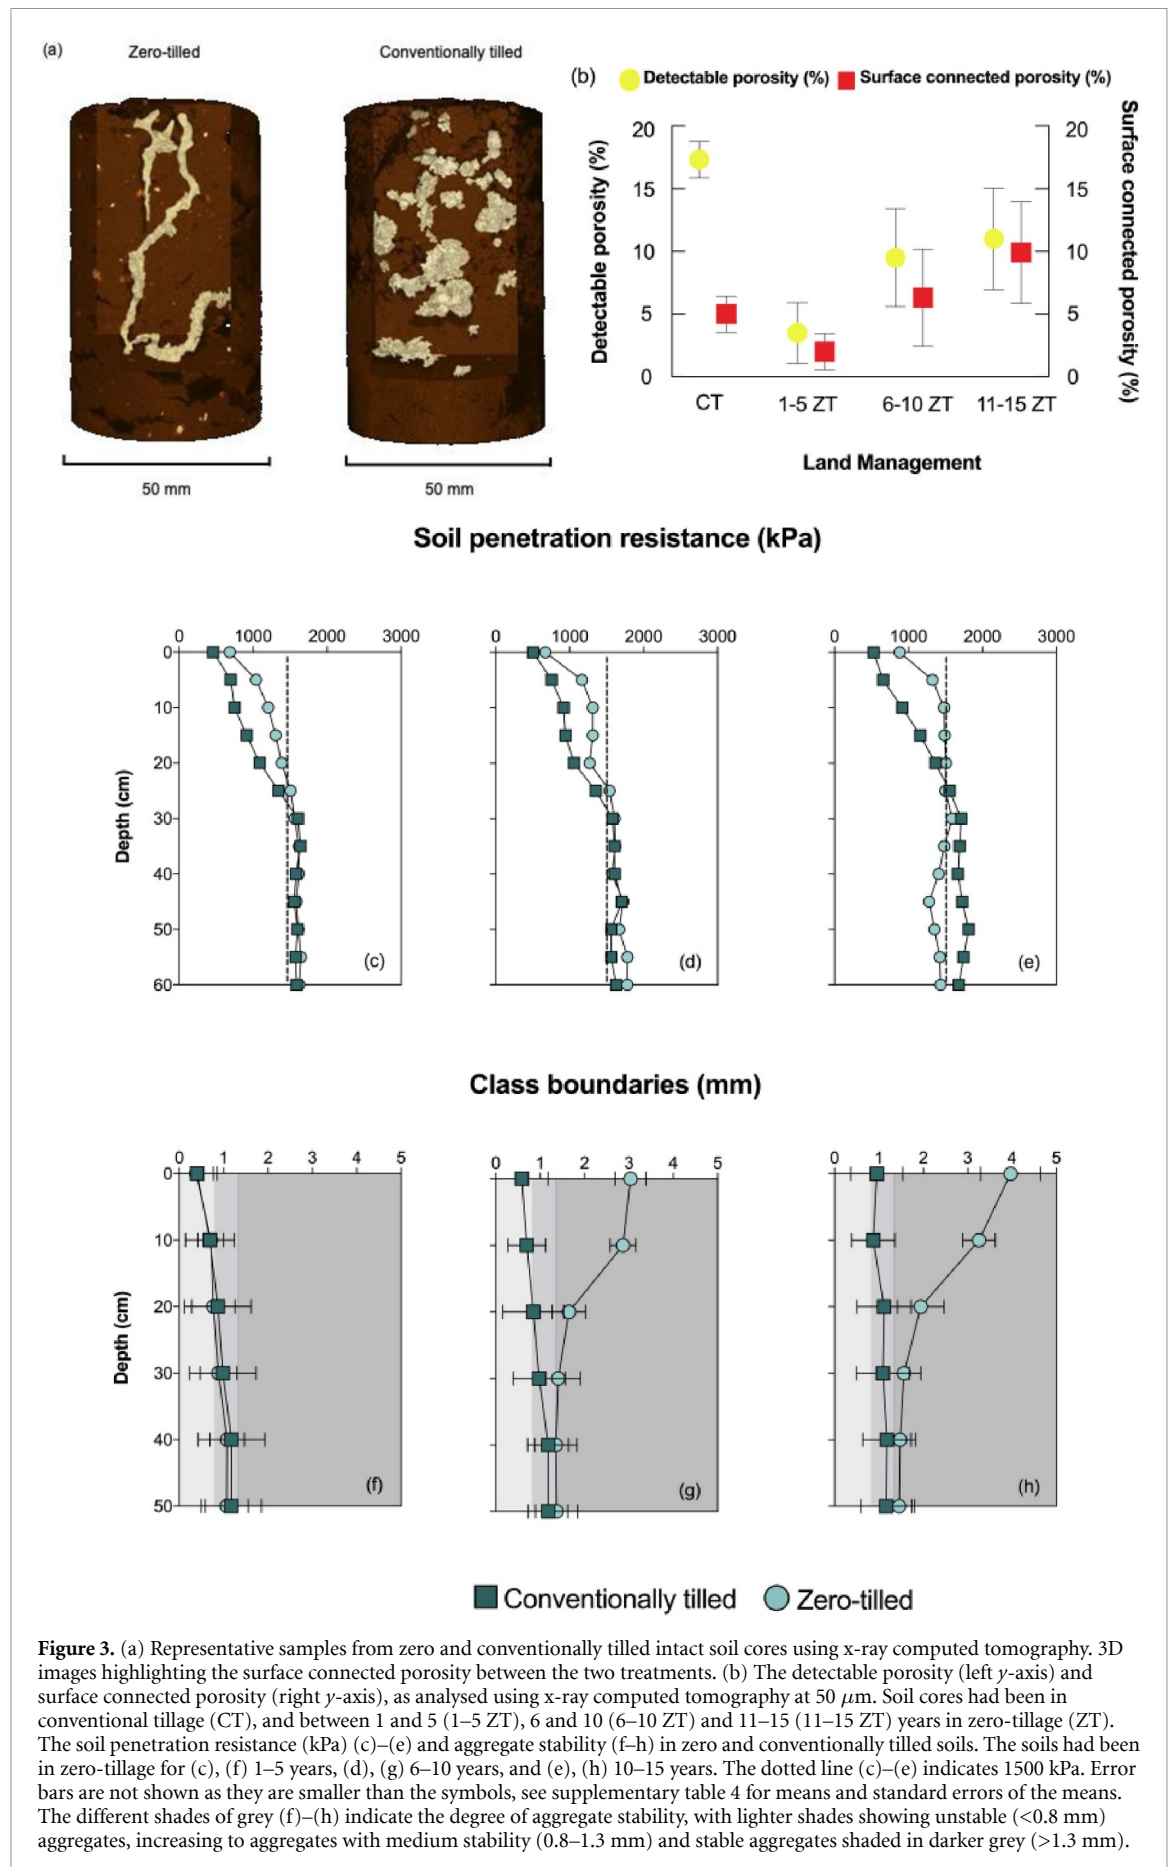 (a)
Zero-tilled
Conventionally tilled
50 mm
50 mm
(b)
Detectable porosity (%)
Surface connected porosity (%)
Detectable porosity (%)
20
15
10
5
0
20
15
10
5
0
Surface connected porosity (%)
CT
1-5 ZT
6-10 ZT
11-15 ZT
Land Management
Soil penetration resistance (kPa)
0 1000 2000 3000
0 1000 2000 3000
0 1000 2000 3000
Depth (cm)
0
10
20
30
40
50
60
(c)
(d)
(e)
Class boundaries (mm)
0 1 2 3 4 5
0 1 2 3 4 5
0 1 2 3 4 5
Depth (cm)
0
10
20
30
40
50
(f)
(g)
(h)
Conventionally tilled
Zero-tilled
Figure 3. (a) Representative samples from zero and conventionally tilled intact soil cores using x-ray computed tomography. 3D
images highlighting the surface connected porosity between the two treatments. (b) The detectable porosity (left y-axis) and
surface connected porosity (right y-axis), as analysed using x-ray computed tomography at 50 μm. Soil cores had been in
conventional tillage (CT), and between 1 and 5 (1–5 ZT), 6 and 10 (6–10 ZT) and 11–15 (11–15 ZT) years in zero-tillage (ZT).
The soil penetration resistance (kPa) (c)–(e) and aggregate stability (f–h) in zero and conventionally tilled soils. The soils had been
in zero-tillage for (c), (f) 1–5 years, (d), (g) 6–10 years, and (e), (h) 10–15 years. The dotted line (c)–(e) indicates 1500 kPa. Error
bars are not shown as they are smaller than the symbols, see supplementary table 4 for means and standard errors of the means.
The different shades of grey (f)–(h) indicate the degree of aggregate stability, with lighter shades showing unstable (<0.8 mm)
aggregates, increasing to aggregates with medium stability (0.8–1.3 mm) and stable aggregates shaded in darker grey (>1.3 mm).